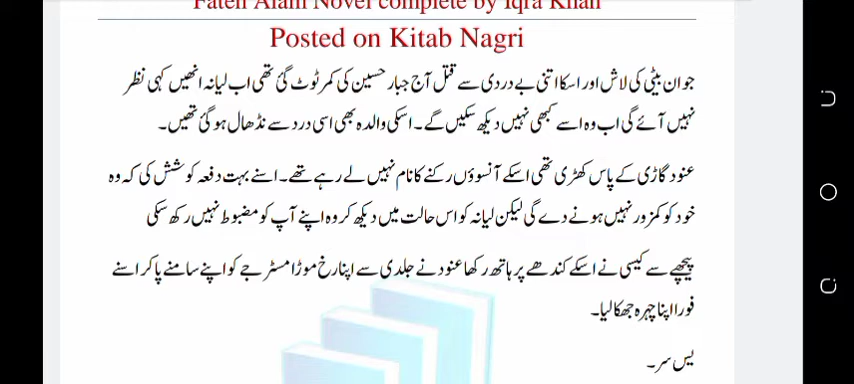 Fateh Alam Novel complete by Iqra Khan
Posted on Kitab Nagri
جوان بیٹی کی لاش اور اسکا اتنی بے دردی سے قتل آج جبار حسین کی کمر ٹوٹ گئ تھی اب لیانہ انھیں کہی نظر
نہیں آئے گی اب وہ اسے کبھی نہیں دیکھ سکیں گے۔ اسکی والدہ بھی اسی درد سے نڈھال ہو گئ تھیں۔
عنود گاڑی کے پاس کھڑی تھی اسکے آنسوؤں رکنے کا نام نہیں لے رہے تھے۔ اسنے بہت دفعہ کوشش کی کہ وہ
خود کو کمزور نہیں ہونے دے گی لیکن لیانہ کو اس حالت میں دیکھ کر وہ اپنے آپ کو مضبوط نہیں رکھ سکی
پیچھے سے کیسی نے اسکے کندھے پر ہاتھ رکھا عنود نے جلدی سے اپنا رخ موڑا مسٹر جے کو اپنے سامنے پا کر اسنے
فورا اپنا چہرہ جھکا لیا۔
یس سر۔